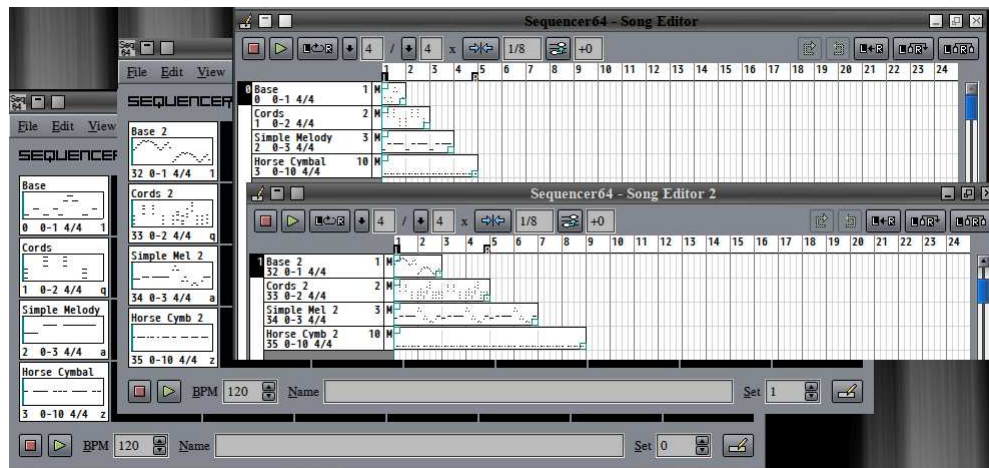 Sequencer64 - Song Editor
4 / 4 x 1/8 +0
L+R
1 2 3 4 5 6 7 8 9 10 11 12 13 14 15 16 17 18 19 20 21 22 23 24
0 Base 1 M
0 0-1 4/4
Cords 2 M
1 0-2 4/4
Simple Melody 3 M
2 0-3 4/4
Horse Cymbal 10 M
3 0-10 4/4
Sequencer64 - Song Editor 2
4 / 4 x 1/8 +0
L+R
1 2 3 4 5 6 7 8 9 10 11 12 13 14 15 16 17 18 19 20 21 22 23 24
1 Base 2 1 M
32 0-1 4/4
Cords 2 2 M
33 0-2 4/4
Simple Mel 2 3 M
34 0-3 4/4
Horse Cymb 2 10 M
35 0-10 4/4
Seq
64
File Edit View
SEQUENCER
Base 2
32 0-1 4/4 1
Cords 2
33 0-2 4/4 q
Simple Mel 2
34 0-3 4/4 a
Horse Cymb 2
35 0-10 4/4 z
BPM 120 Name Set 1
Seq
64
File Edit View
SEQUENCER
Base
0 0-1 4/4 1
Cords
1 0-2 4/4 q
Simple Melody
2 0-3 4/4 a
Horse Cymbal
3 0-10 4/4 z
BPM 120 Name Set 0